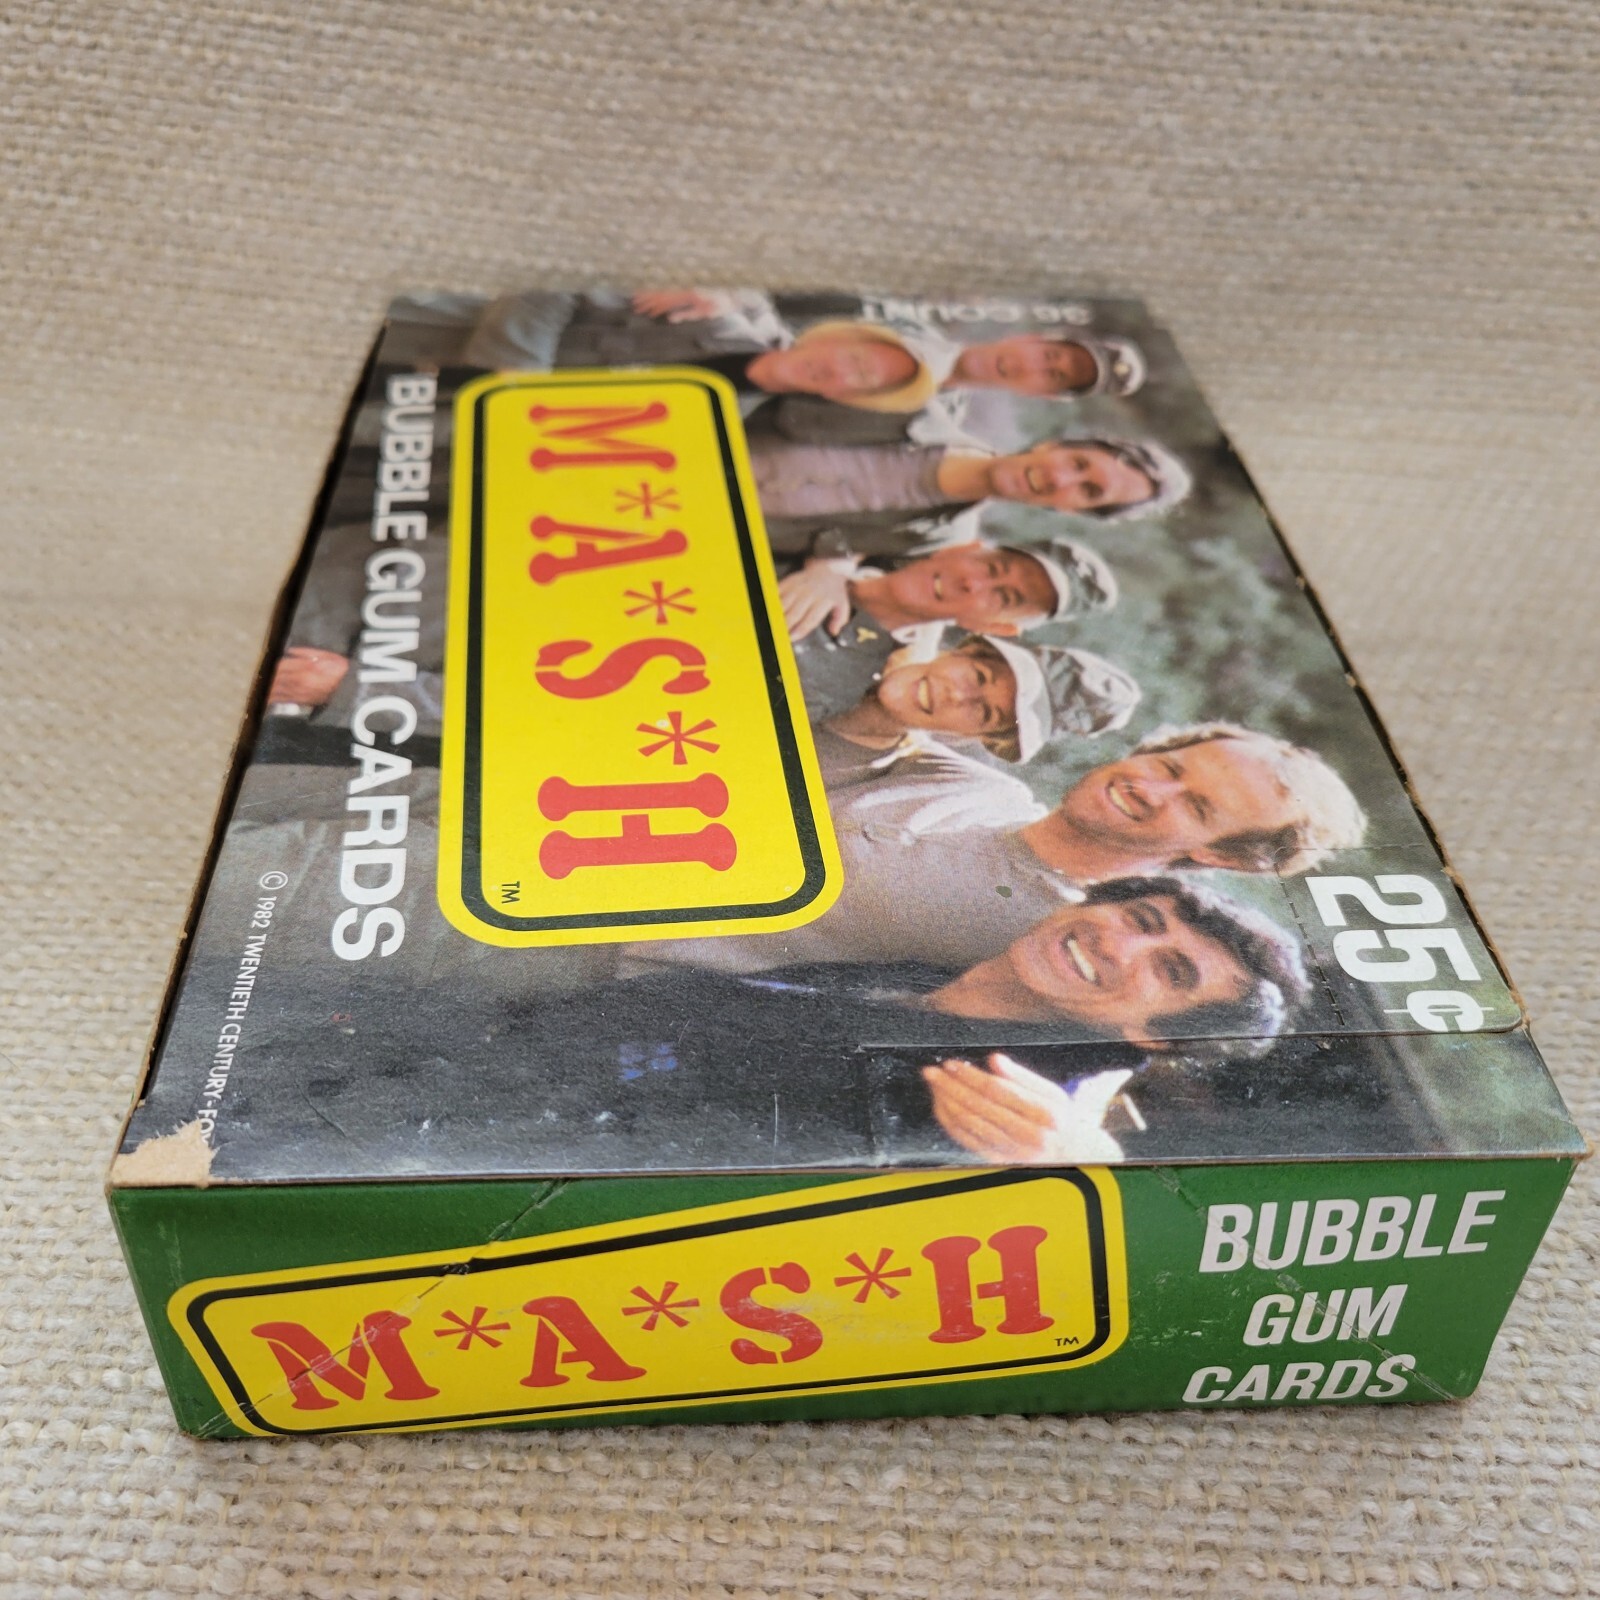 36 COUNT
25¢
M*A*S*H
TM
BUBBLE GUM CARDS
© 1982 TWENTIETH CENTURY-FO
M*A*S*H
TM
BUBBLE
GUM
CARDS